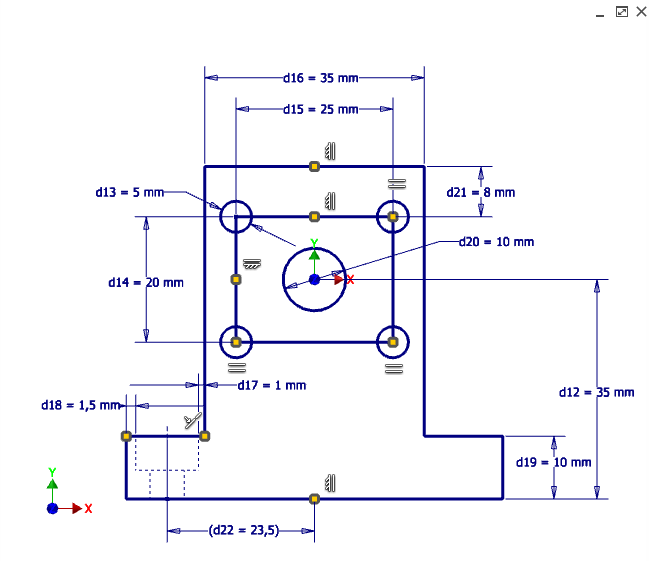 d16 = 35 mm
d15 = 25 mm
d13 = 5 mm
d21 = 8 mm
Y
d20 = 10 mm
X
d14 = 20 mm
d17 = 1 mm
d12 = 35 mm
d18 = 1,5 mm
d19 = 10 mm
Y
X
(d22 = 23,5)